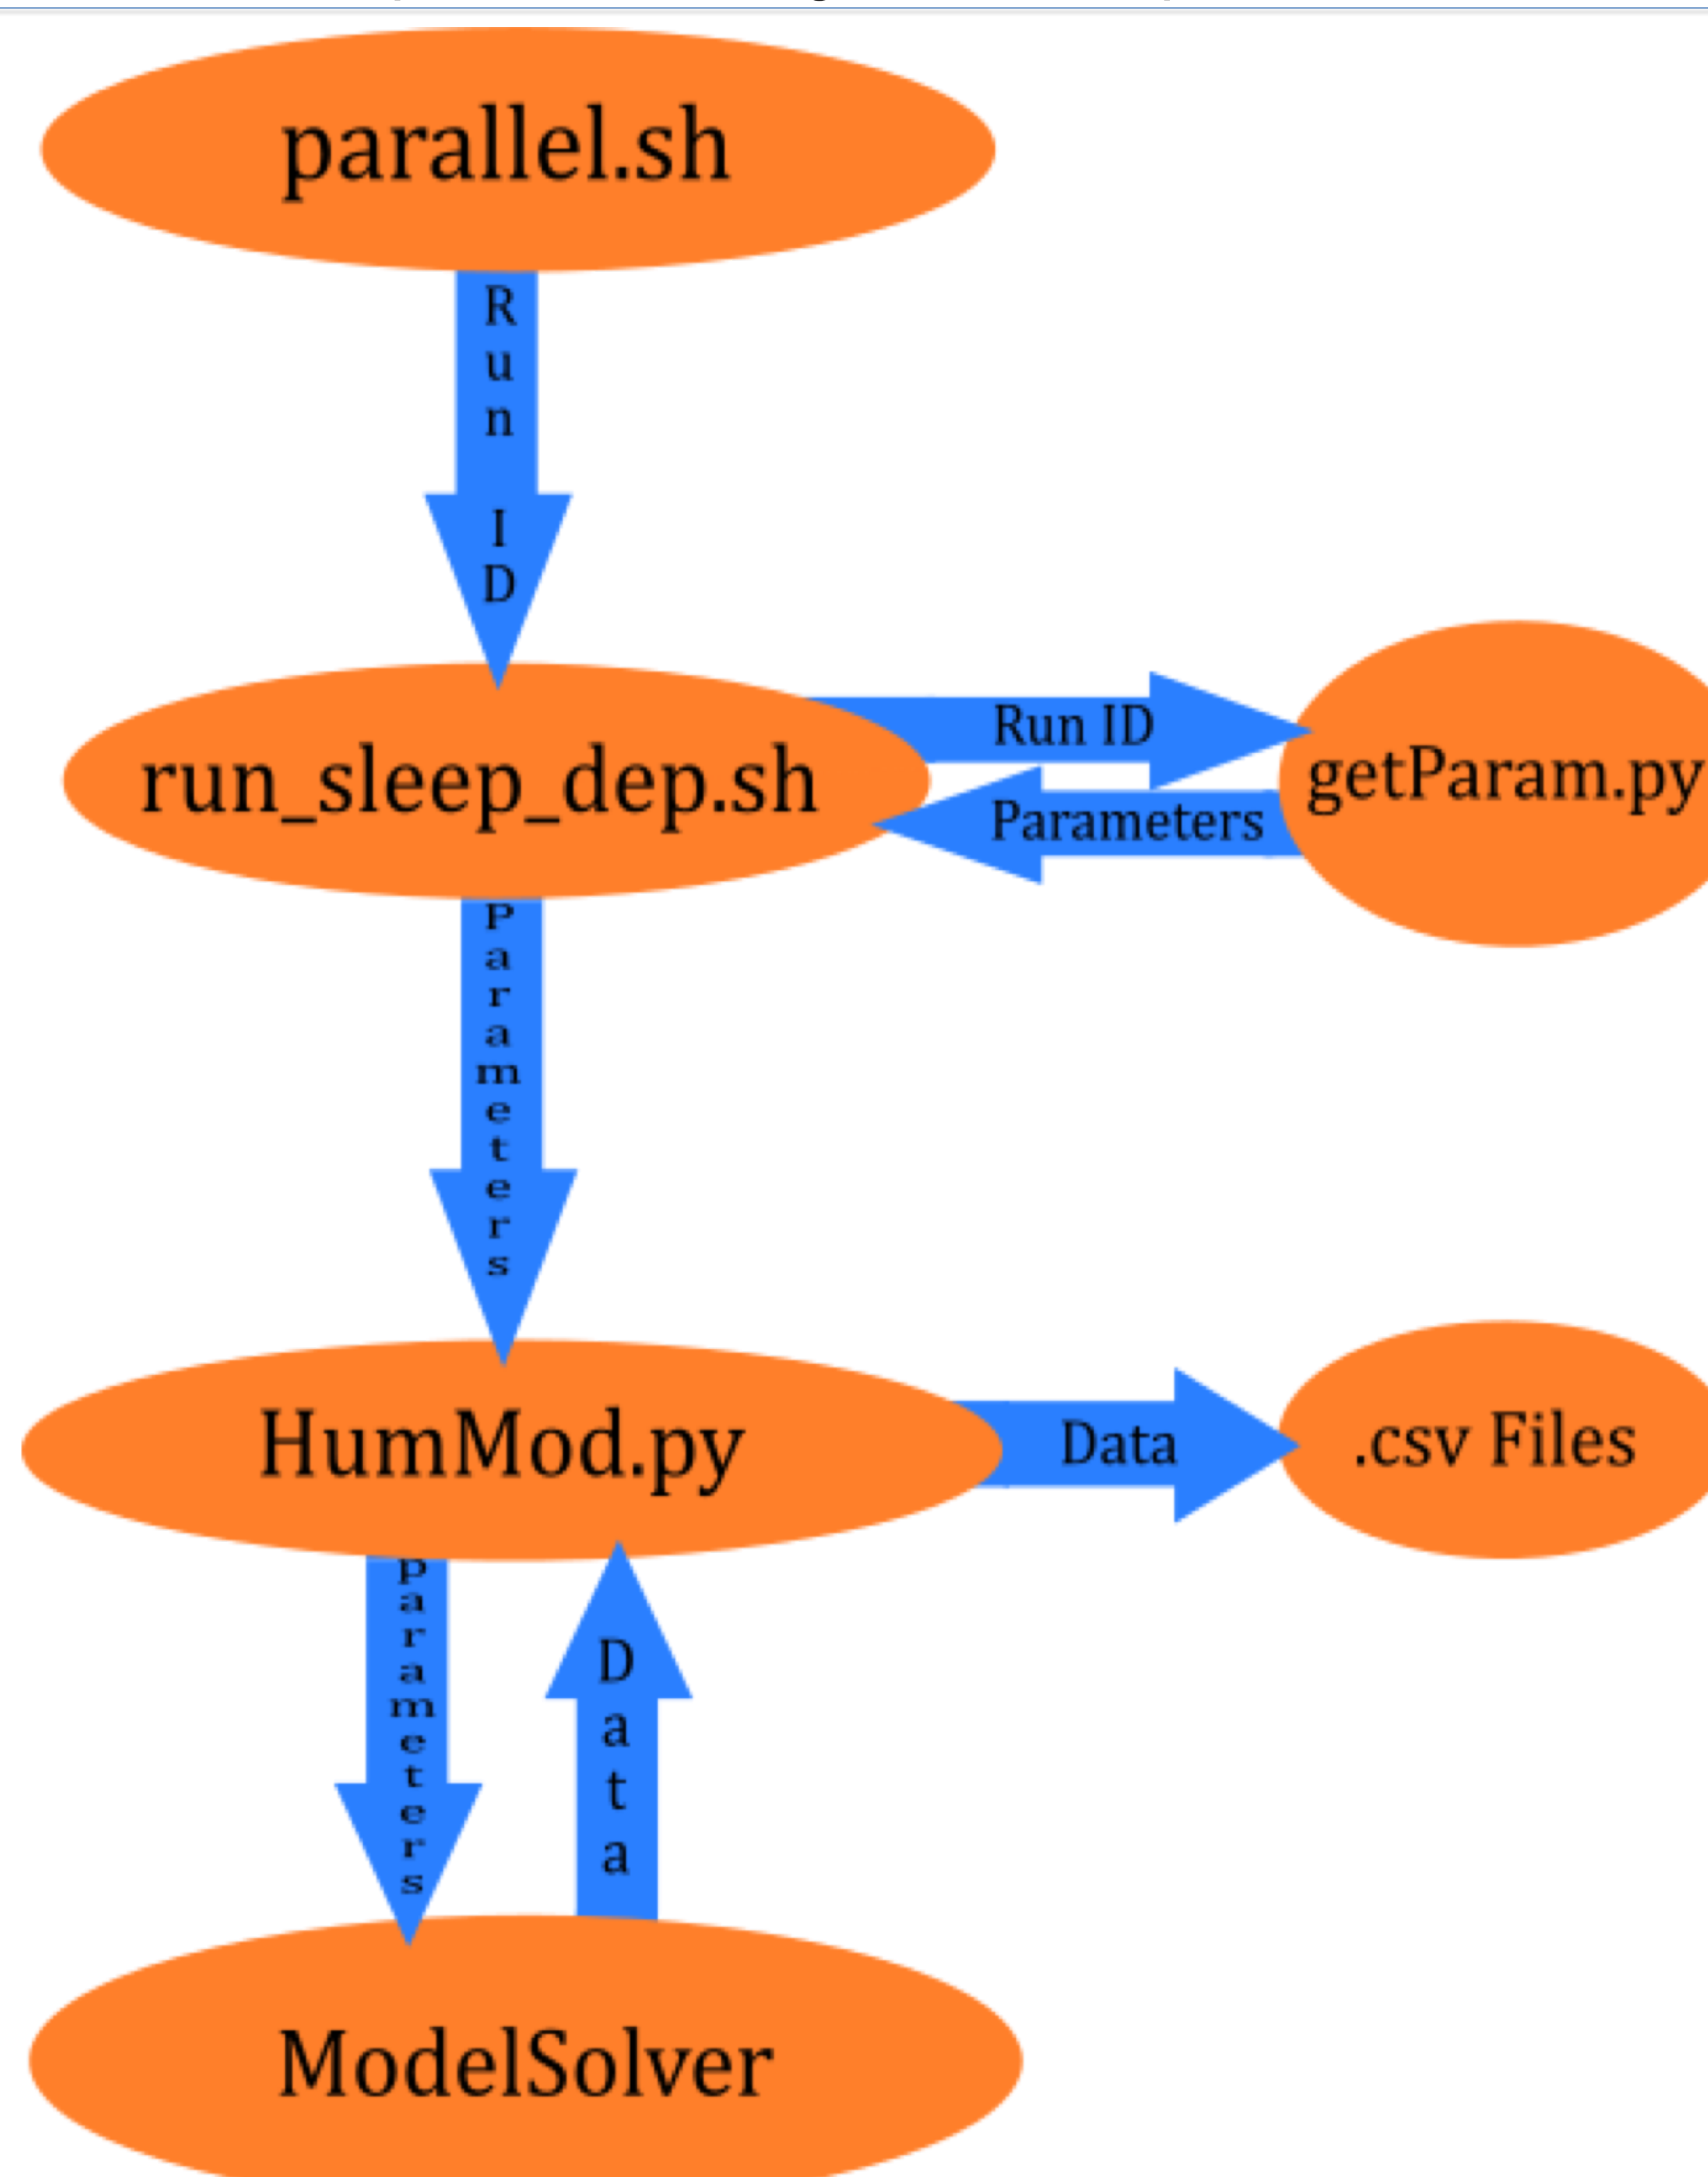 parallel.sh
Run ID
run_sleep_dep.sh
Run ID
getParam.py
Parameters
Parameters
HumMod.py
Data
.csv Files
Parameters
Data
ModelSolver